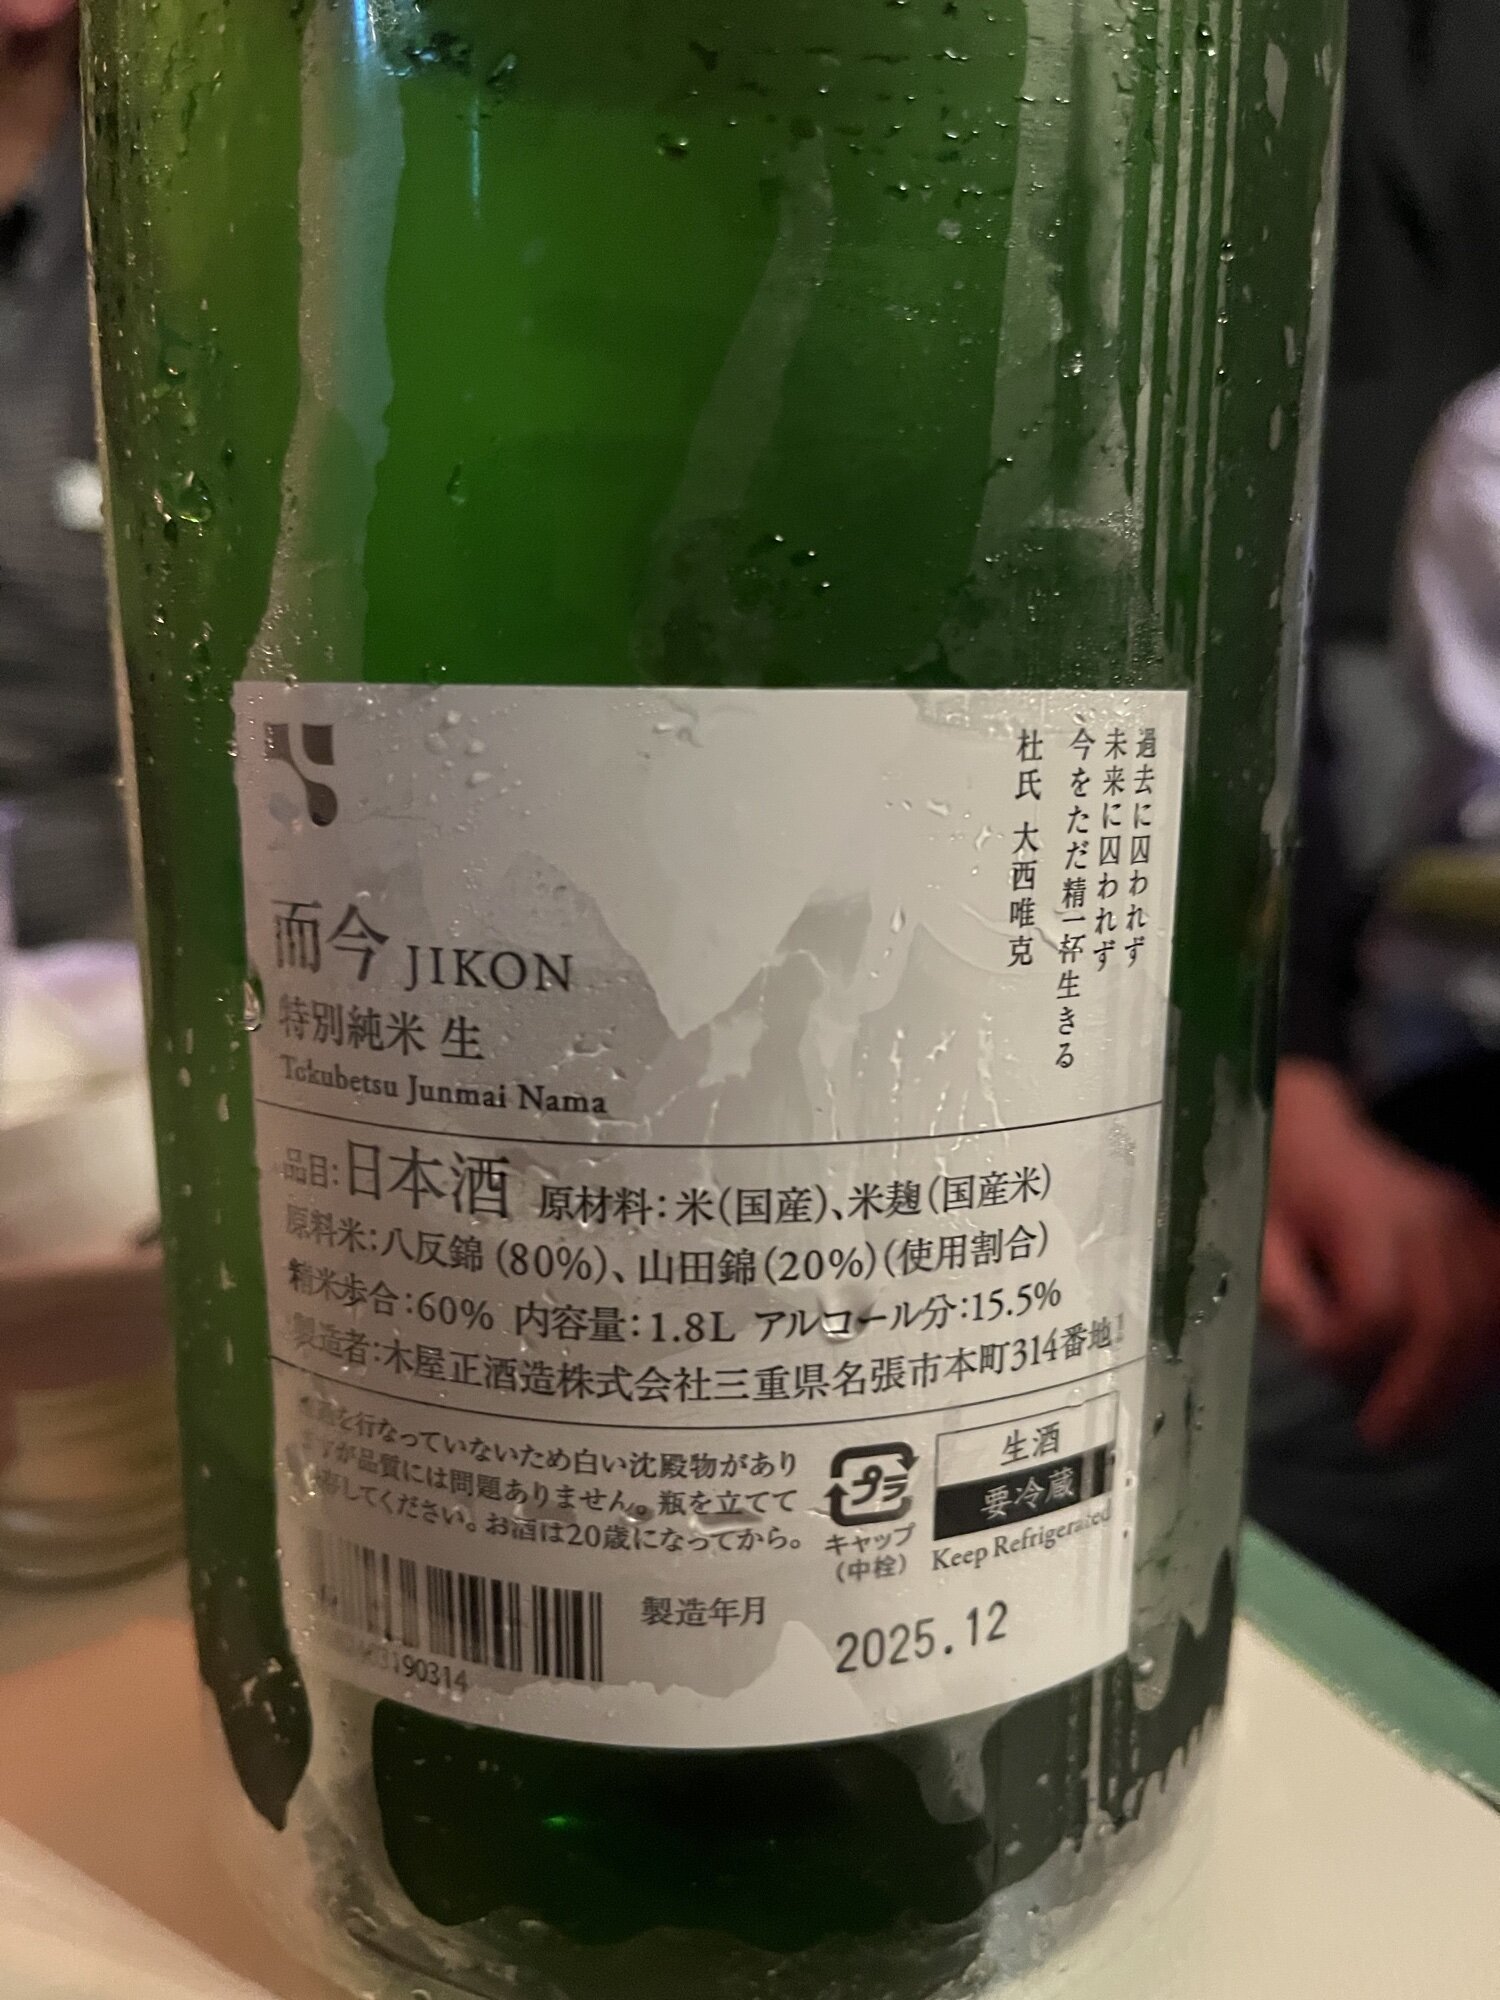 過去に囚われず
未来に囚われず
今をただ精一杯生きる
杜氏 大西唯克
而今 JIKON
特別純米 生
Tokubetsu Junmai Nama
品目:日本酒 原材料:米(国産)、米麹(国産米)
原料米:八反錦(80%)、山田錦(20%)(使用割合)
精米歩合:60% 内容量:1.8L アルコール分:15.5%
製造者:木屋正酒造株式会社三重県名張市本町314番地1
を行なっていないため白い沈殿物があり
ますが品質には問題ありません。瓶を立てて
してください。お酒は20歳になってから。
プラ
キャップ
(中栓)
生酒
要冷蔵
Keep Refrigerated
190314
製造年月
2025.12